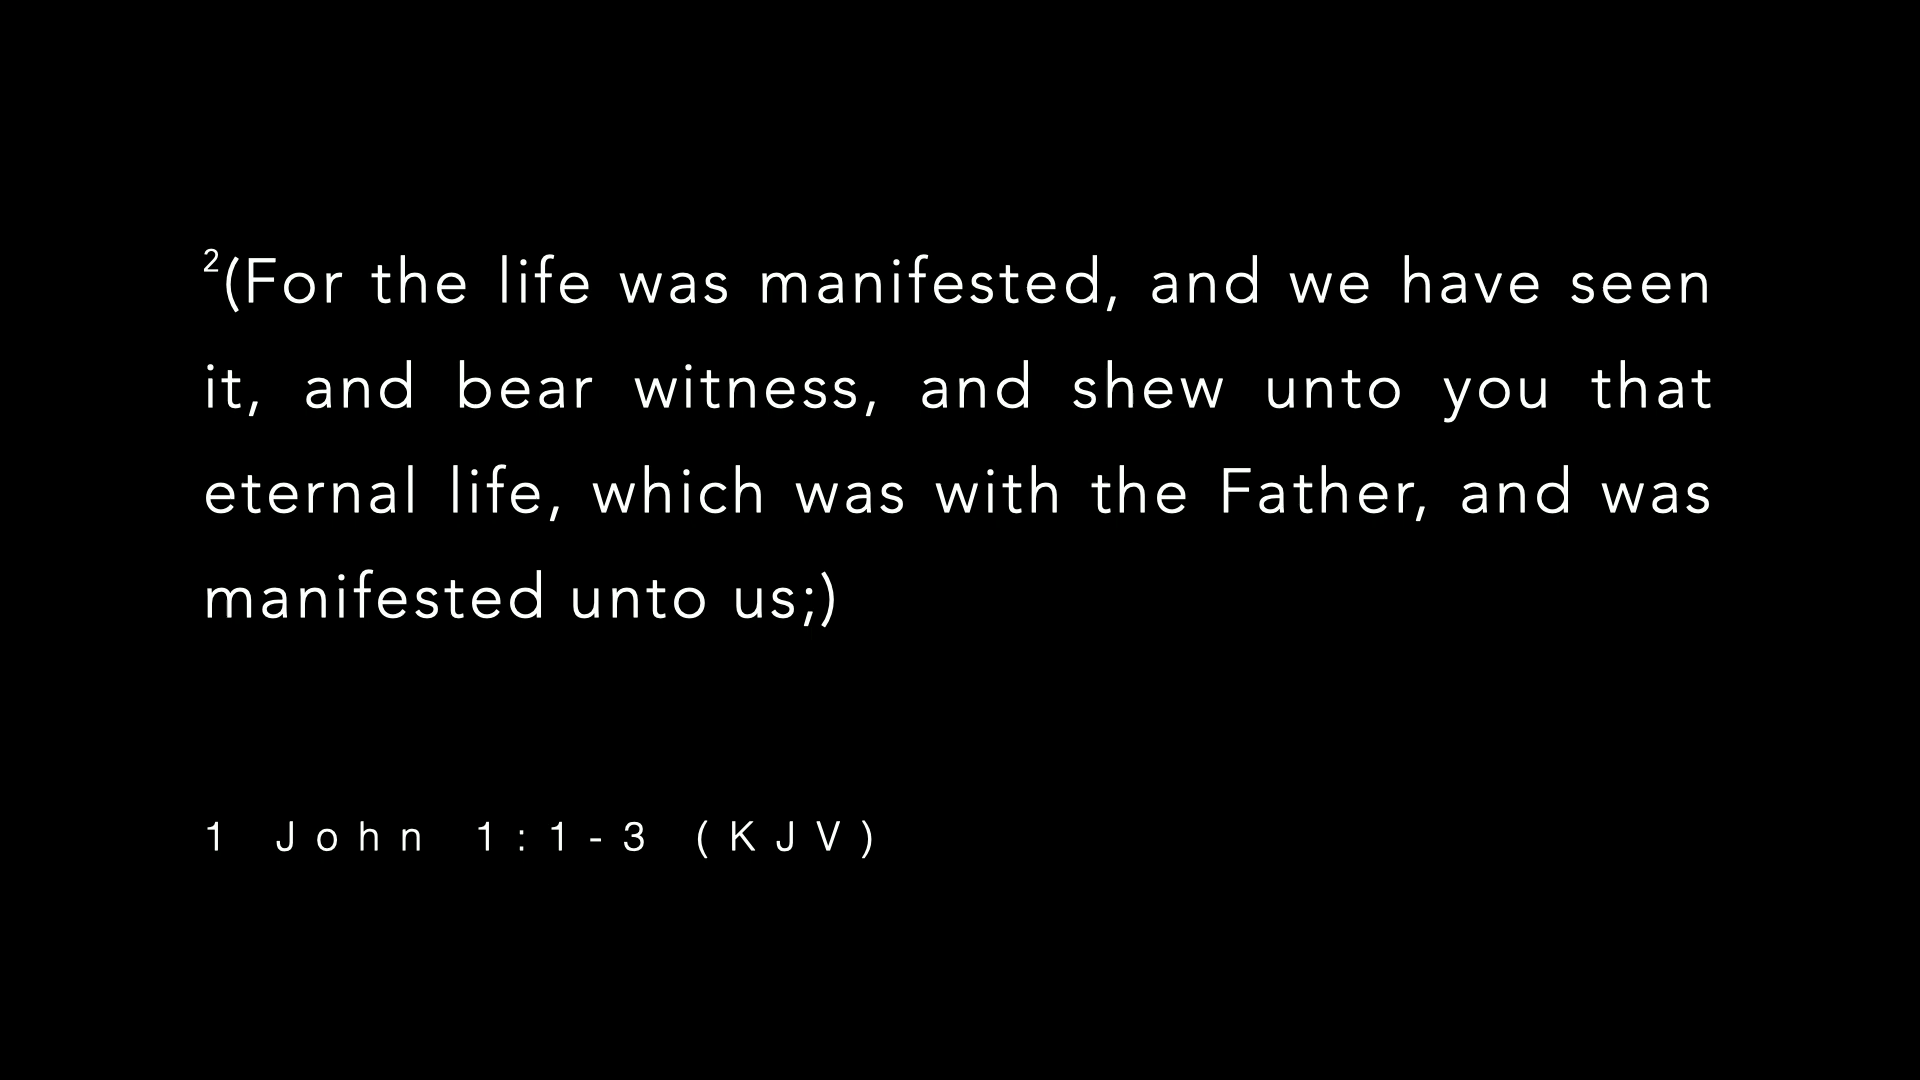 ²(For the life was manifested, and we have seen
it, and bear witness, and shew unto you that
eternal life, which was with the Father, and was
manifested unto us;)
1 John 1:1-3 (KJV)